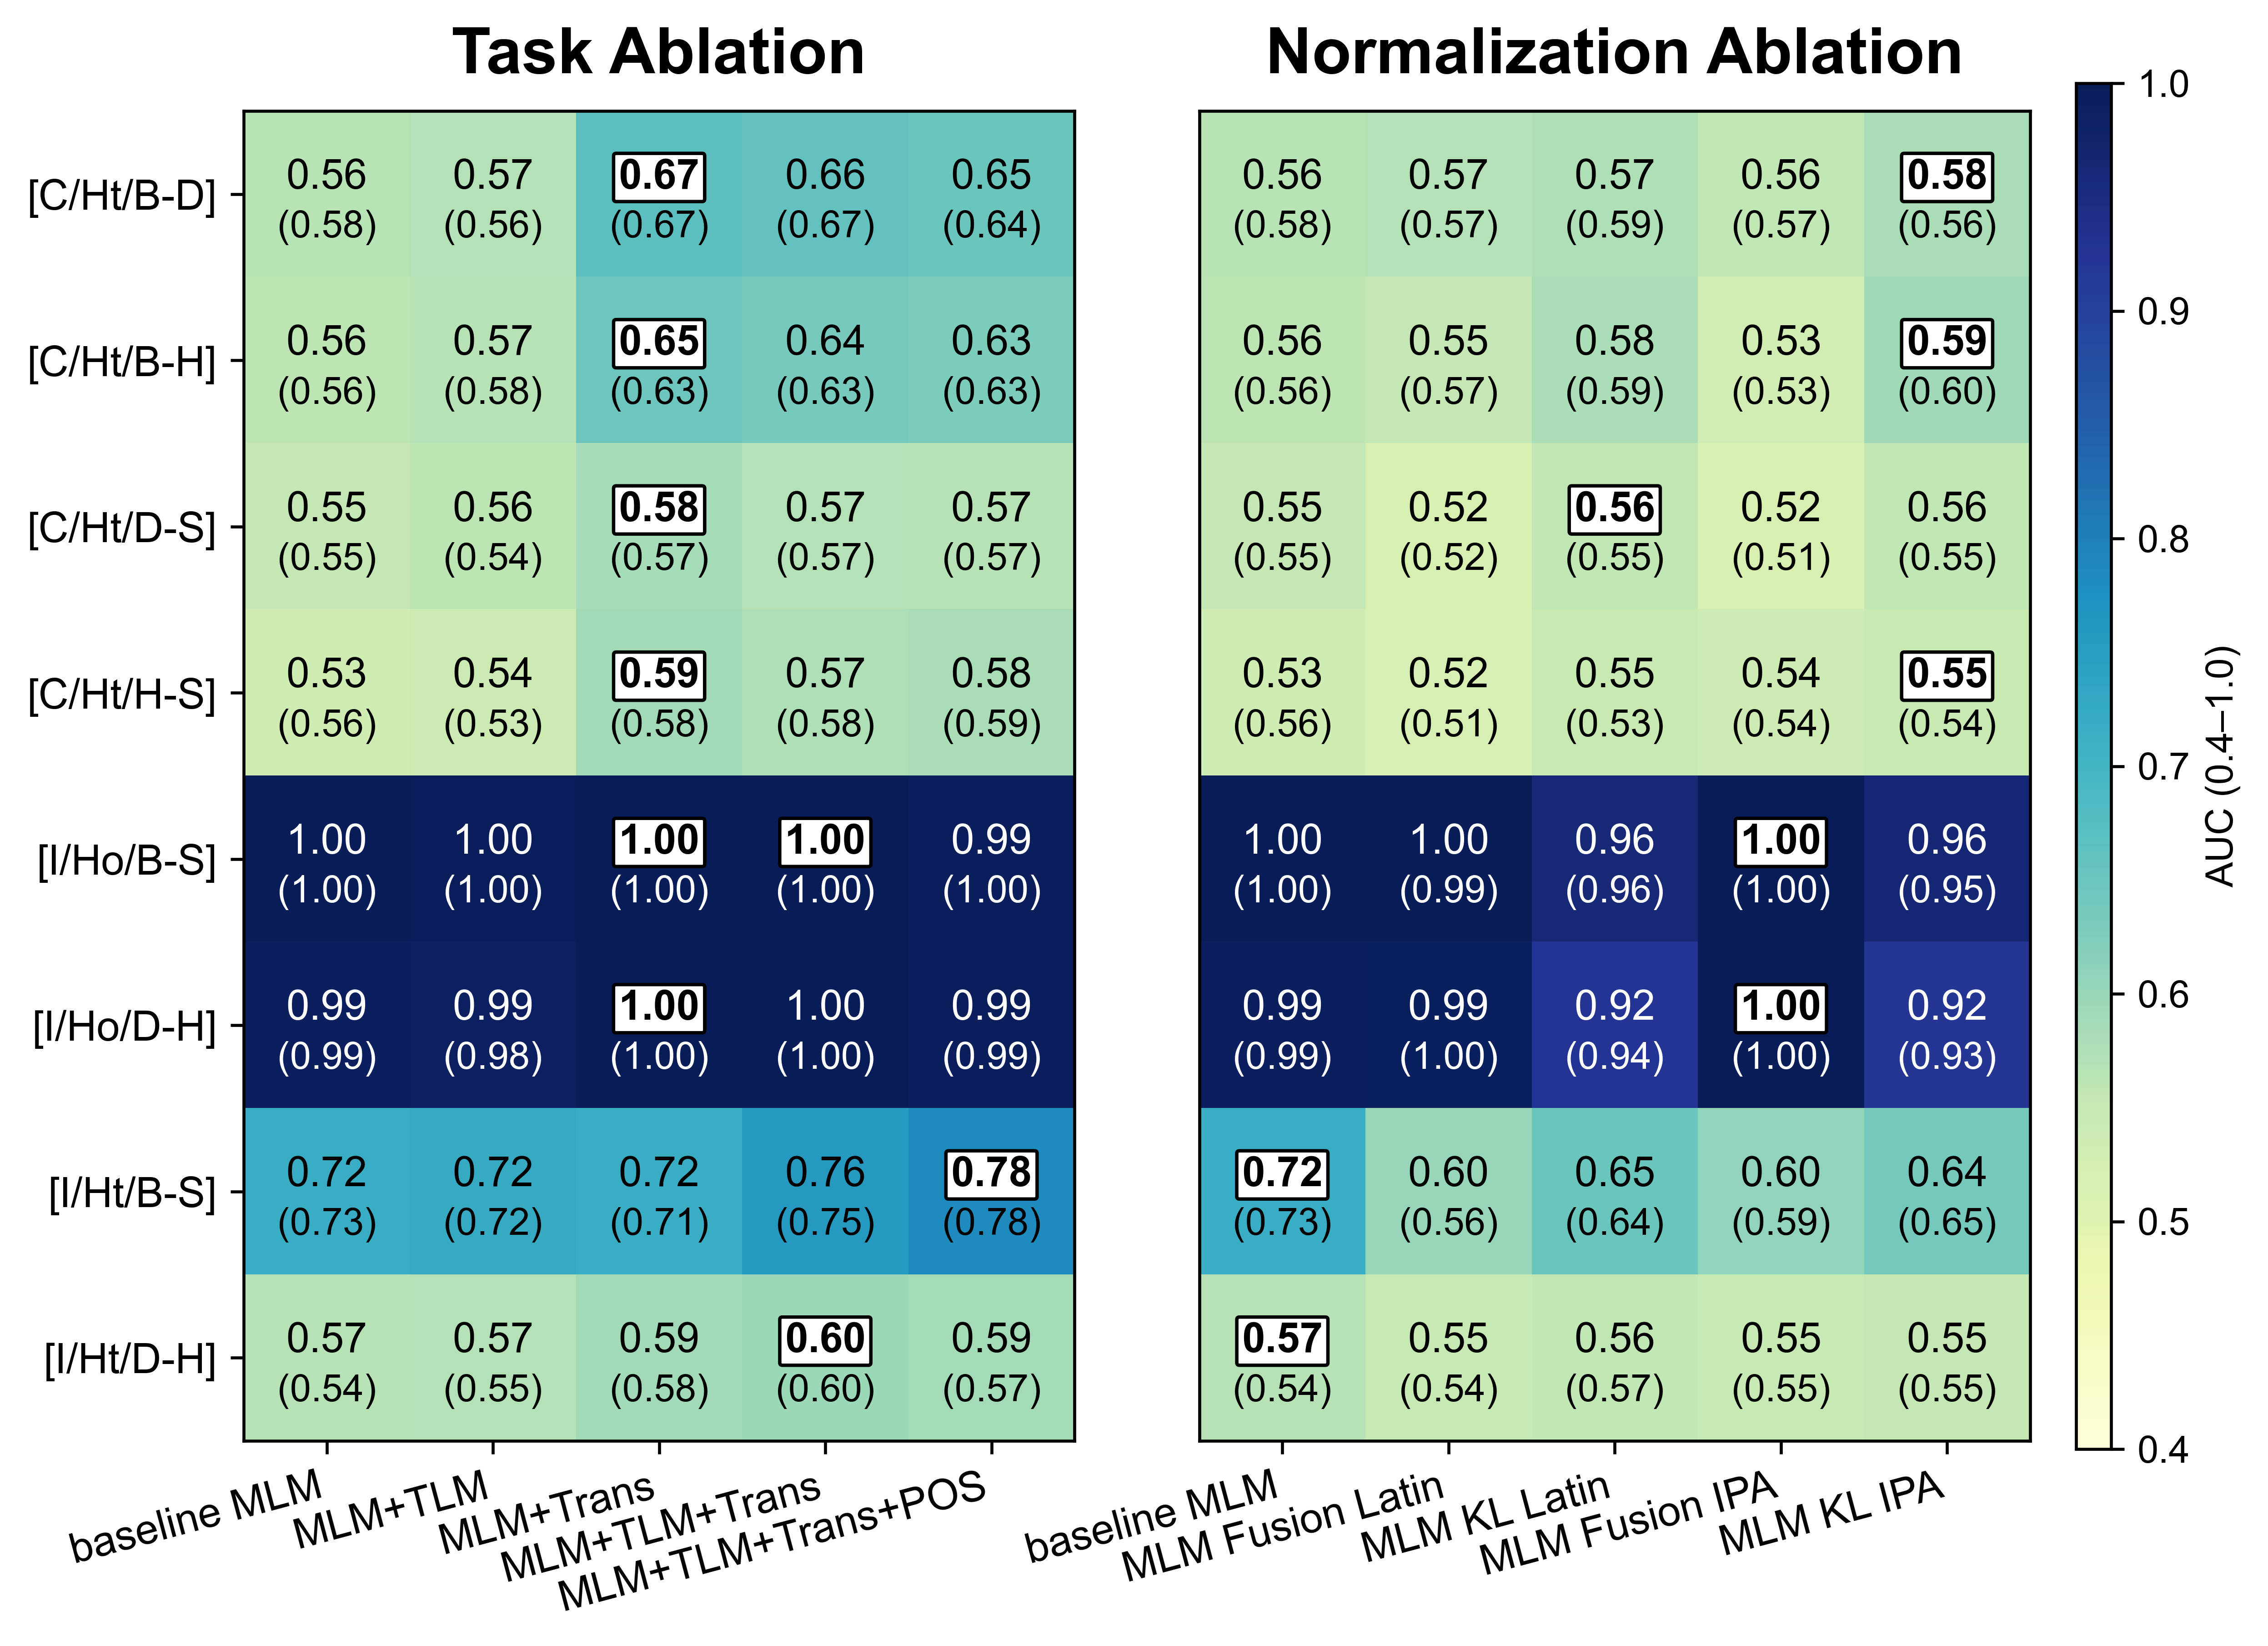 Task Ablation
Normalization Ablation
[C/Ht/B-D] 0.56 0.57 0.67 0.66 0.65 0.56 0.57 0.57 0.56 0.58
(0.58) (0.56) (0.67) (0.67) (0.64) (0.58) (0.57) (0.59) (0.57) (0.56)
[C/Ht/B-H] 0.56 0.57 0.65 0.64 0.63 0.56 0.55 0.58 0.53 0.59
(0.56) (0.58) (0.63) (0.63) (0.63) (0.56) (0.57) (0.59) (0.53) (0.60)
[C/Ht/D-S] 0.55 0.56 0.58 0.57 0.57 0.55 0.52 0.56 0.52 0.56
(0.55) (0.54) (0.57) (0.57) (0.57) (0.55) (0.52) (0.55) (0.51) (0.55)
[C/Ht/H-S] 0.53 0.54 0.59 0.57 0.58 0.53 0.52 0.55 0.54 0.55
(0.56) (0.53) (0.58) (0.58) (0.59) (0.56) (0.51) (0.53) (0.54) (0.54)
[I/Ho/B-S] 1.00 1.00 1.00 1.00 0.99 1.00 1.00 0.96 1.00 0.96
(1.00) (1.00) (1.00) (1.00) (1.00) (1.00) (0.99) (0.96) (1.00) (0.95)
[I/Ho/D-H] 0.99 0.99 1.00 1.00 0.99 0.99 0.99 0.92 1.00 0.92
(0.99) (0.98) (1.00) (1.00) (0.99) (0.99) (1.00) (0.94) (1.00) (0.93)
[I/Ht/B-S] 0.72 0.72 0.72 0.76 0.78 0.72 0.60 0.65 0.60 0.64
(0.73) (0.72) (0.71) (0.75) (0.78) (0.73) (0.56) (0.64) (0.59) (0.65)
[I/Ht/D-H] 0.57 0.57 0.59 0.60 0.59 0.57 0.55 0.56 0.55 0.55
(0.54) (0.55) (0.58) (0.60) (0.57) (0.54) (0.54) (0.57) (0.55) (0.55)
baseline MLM
MLM+TLM
MLM+Trans
MLM+TLM+Trans
MLM+TLM+Trans+POS
baseline MLM
MLM Fusion Latin
MLM KL Latin
MLM Fusion IPA
MLM KL IPA
1.0
0.9
0.8
0.7
0.6
0.5
0.4
AUC (0.4–1.0)